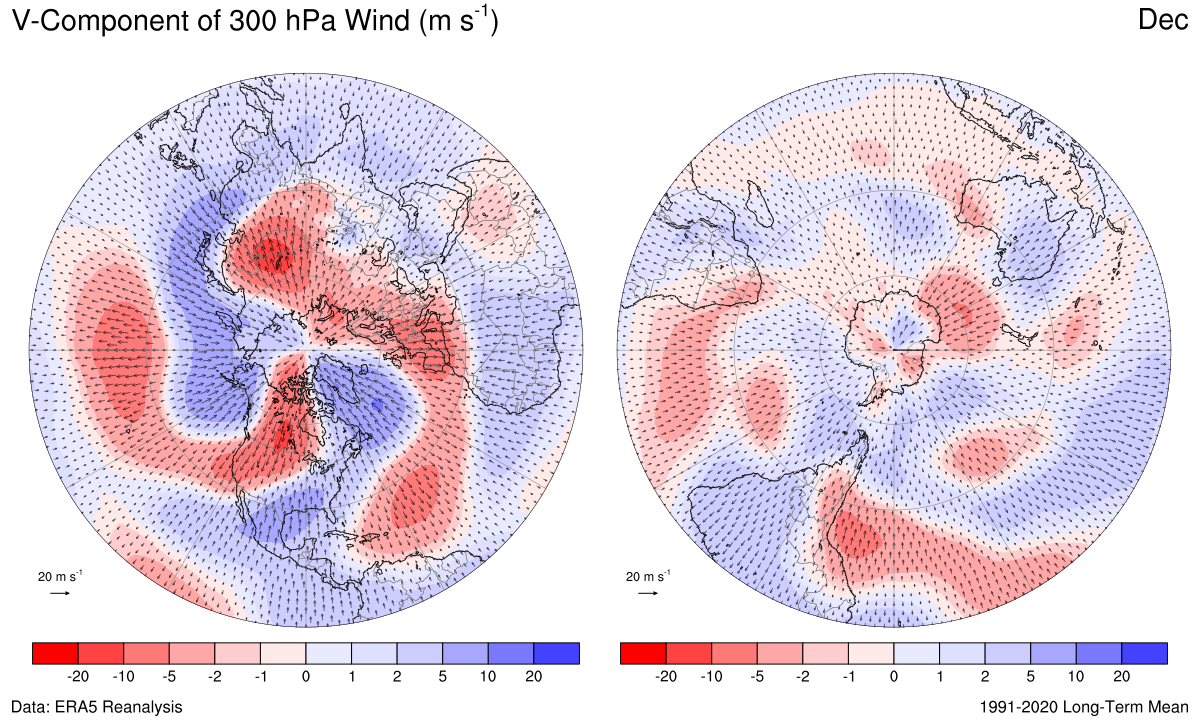 V-Component of 300 hPa Wind (m s⁻¹) Dec
20 m s⁻¹ 20 m s⁻¹
-20 -10 -5 -2 -1 0 1 2 5 10 20 -20 -10 -5 -2 -1 0 1 2 5 10 20
Data: ERA5 Reanalysis 1991-2020 Long-Term Mean